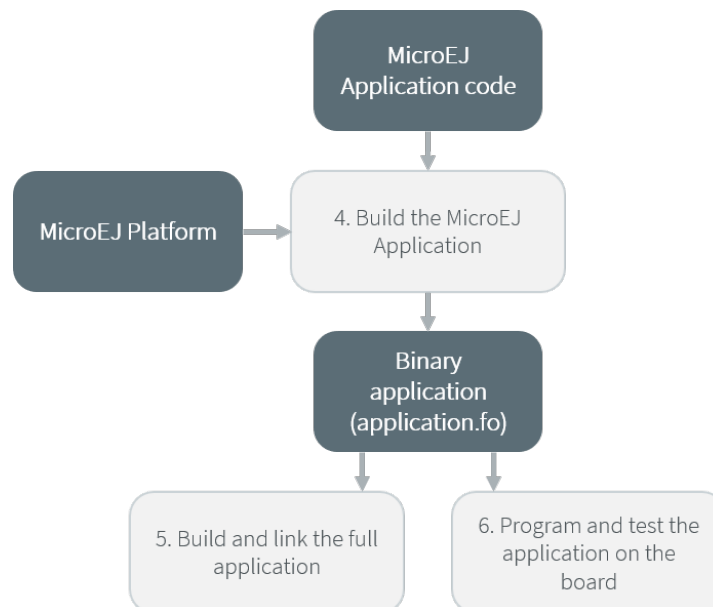 MicroEJ
Application code
MicroEJ Platform
4. Build the MicroEJ
Application
Binary
application
(application.fo)
5. Build and link the full
application
6. Program and test the
application on the
board